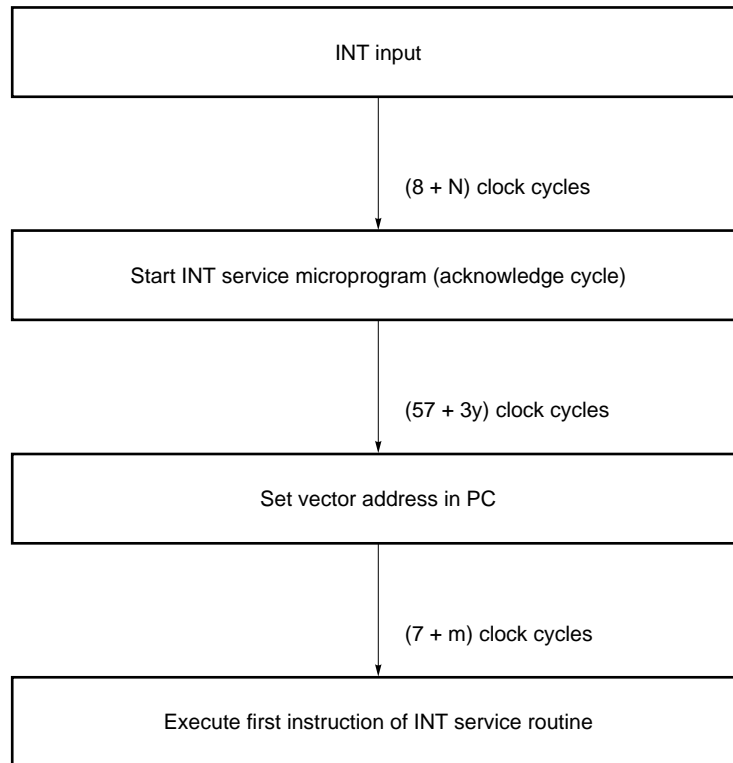 INT input
(8 + N) clock cycles
Start INT service microprogram (acknowledge cycle)
(57 + 3y) clock cycles
Set vector address in PC
(7 + m) clock cycles
Execute first instruction of INT service routine